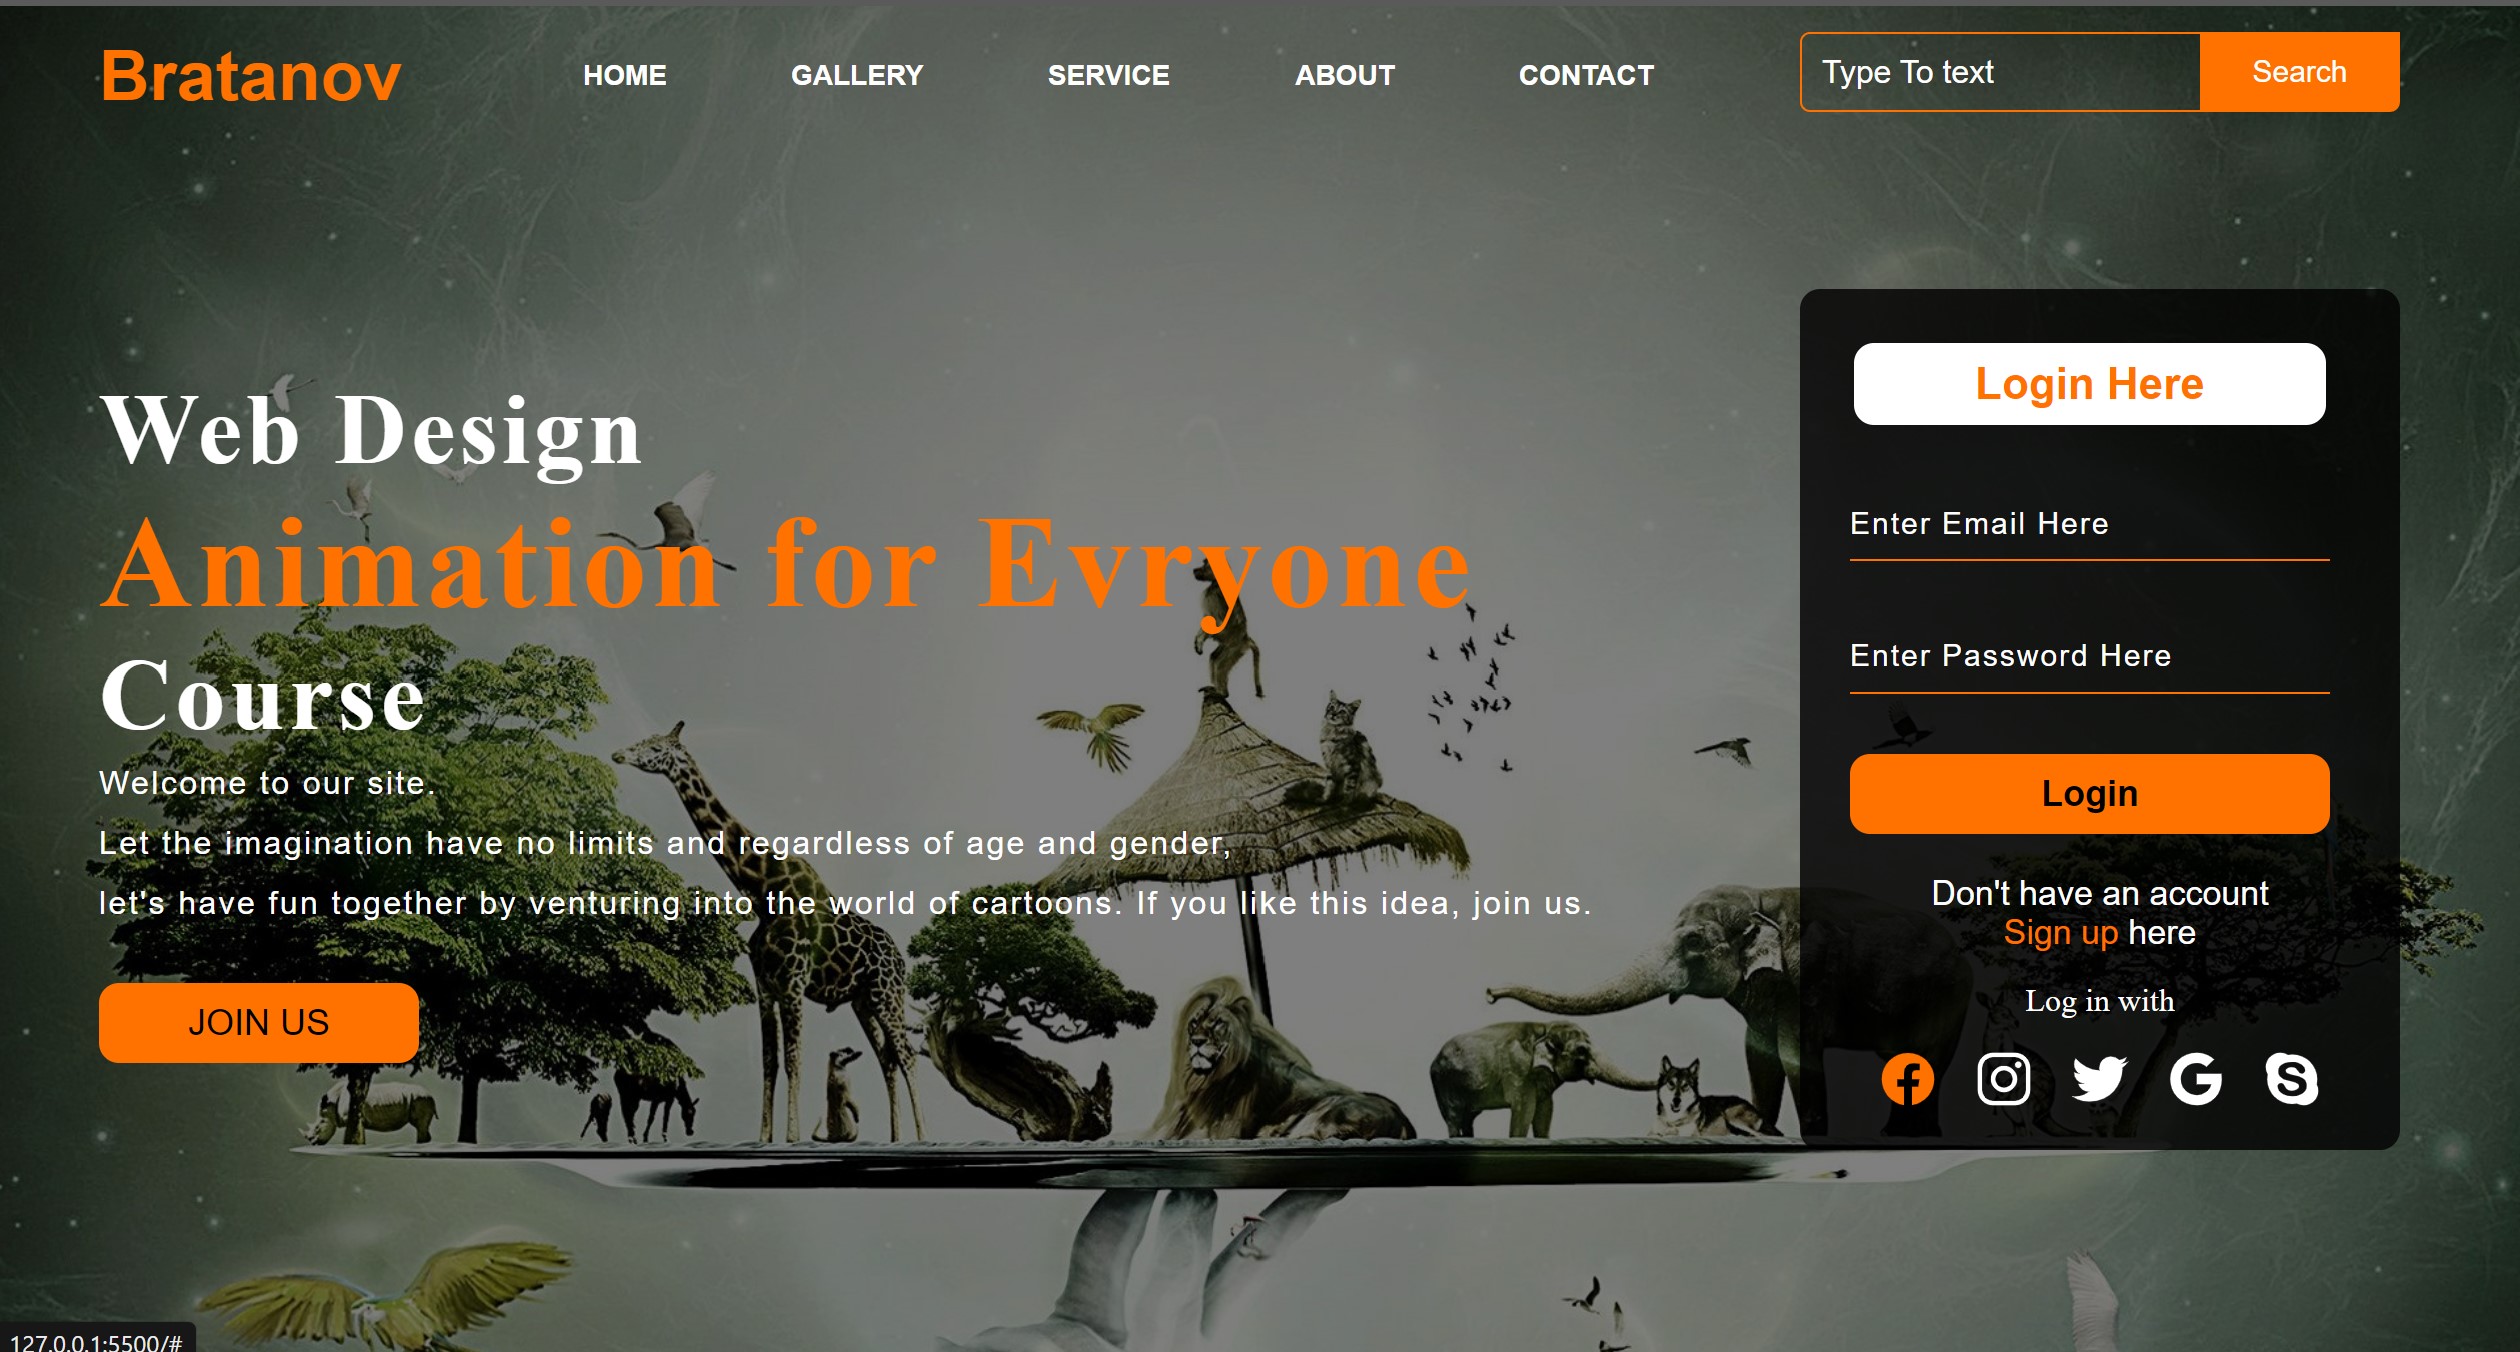 Bratanov
HOME
GALLERY
SERVICE
ABOUT
CONTACT
Type To text
Search
Web Design
Animation for Evryone
Course
Welcome to our site.
Let the imagination have no limits and regardless of age and gender,
let's have fun together by venturing into the world of cartoons. If you like this idea, join us.
JOIN US
Login Here
Enter Email Here
Enter Password Here
Login
Don't have an account
Sign up here
Log in with
127.0.0.1:5500/#